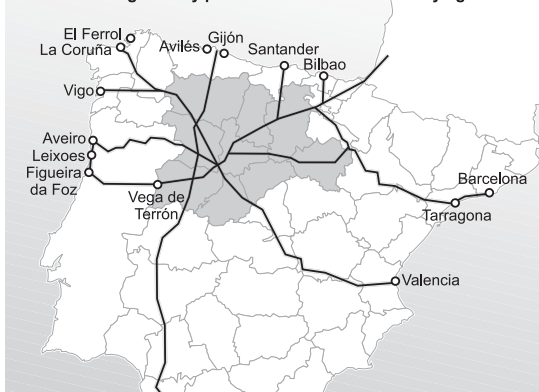 El Ferrol
La Coruña
Avilés
Gijón
Santander
Bilbao
Vigo
Aveiro
Leixoes
Figueira
da Foz
Vega de
Terrón
Barcelona
Tarragona
Valencia